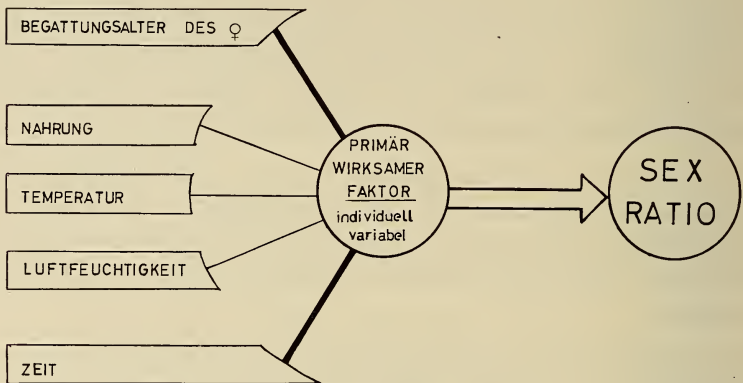 BEGATTUNGSALTER DES ♀
NAHRUNG
TEMPERATUR
LUFTFEUCHTIGKEIT
ZEIT
PRIMÄR
WIRKSAMER
FAKTOR
individuell
variabel
SEX
RATIO